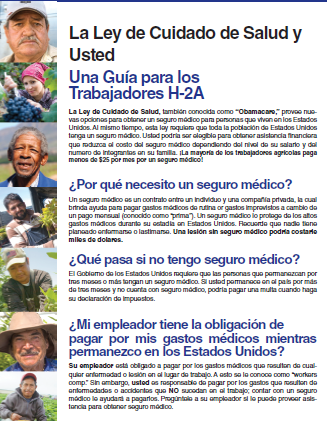 La Ley de Cuidado de Salud y
Usted
Una Guía para los
Trabajadores H-2A
La Ley de Cuidado de Salud, también conocida como “Obamacare,” provee nue-
vas opciones para obtener un seguro médico para personas que viven en los Estados
Unidos. Al mismo tiempo, esta ley requiere que toda la población de Estados Unidos
tenga un seguro médico. Usted podría ser elegible para obtener asistencia financiera
que reduzca el costo del seguro médico dependiendo del nivel de su salario y del
numero de integrantes en su familia. ¡La mayoría de los trabajadores agrícolas paga
menos de $25 por mes por un seguro médico!
¿Por qué necesito un seguro médico?
Un seguro médico es un contrato entre un individuo y una compañía privada, la cual
brinda ayuda para pagar gastos médicos de rutina or gastos imprevistos a cambio de
un pago mensual (conocido como “prima”). Un seguro médico le protege de los altos
gastos médicos durante su estadía en Estados Unidos. Recuerde que nadie tiene
planeado enfermarse o lastimarse. Una lesión sin seguro médico podría costarle
miles de dolares.
¿Qué pasa si no tengo seguro médico?
El Gobierno de los Estados Unidos requiere que las personas que permanezcan por
tres meses o más tengan un seguro médico. Si usted permanece en el país por más
de tres meses y no cuenta con seguro médico, podría pagar una multa cuando haga
su declaración de impuestos.
¿Mi empleador tiene la obligación de
pagar por mis gastos médicos mientras
permanezco en los Estados Unidos?
Su empleador está obligado a pagar por los gastos médicos que resulten de cual-
quier enfermedad o lesión en el lugar de trabajo. A esto se le conoce como “workers
comp.” Sin embargo, usted es responsable de pagar por los gastos que resulten de
enfermedades o accidentes que NO sucedan en el trabajo; contar con un seguro
médico le ayudará a pagarlos. Pregúntele a su empleador si le puede proveer asis-
tencia para obtener seguro médico.